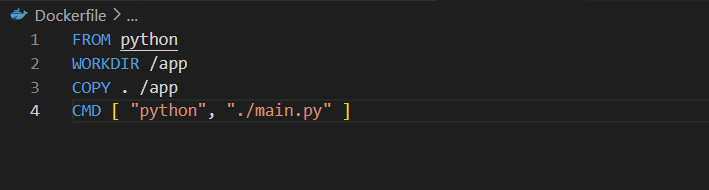 Dockerfile > ...
1 FROM python
2 WORKDIR /app
3 COPY . /app
4 CMD [ "python", "./main.py" ]